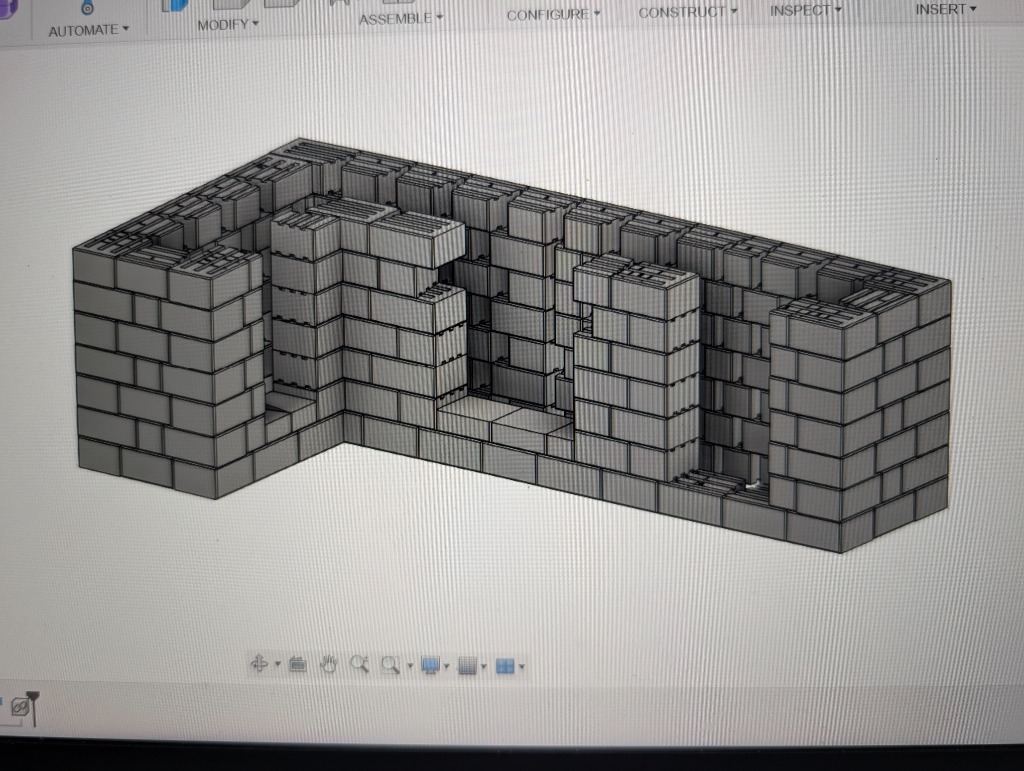 AUTOMATE ▾ MODIFY ▾ ASSEMBLE ▾ CONFIGURE ▾ CONSTRUCT ▾ INSPECT ▾ INSERT ▾